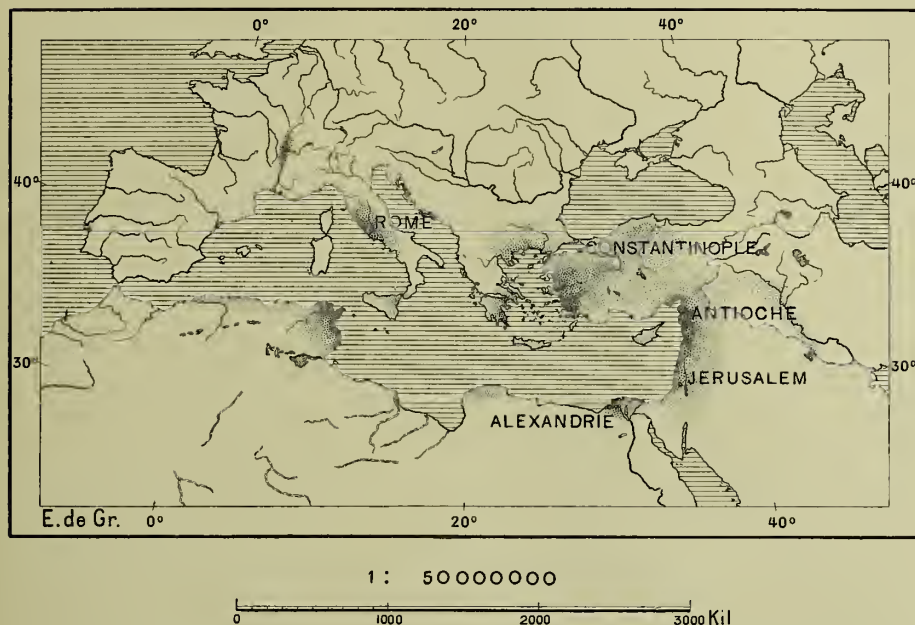 0° 20° 40°
40° 40°
ROME
CONSTANTINOPLE
ANTIOCHE
30° 30°
JERUSALEM
ALEXANDRIE
E. de Gr. 0° 20° 40°
1: 50000000
0 1000 2000 3000 Kil